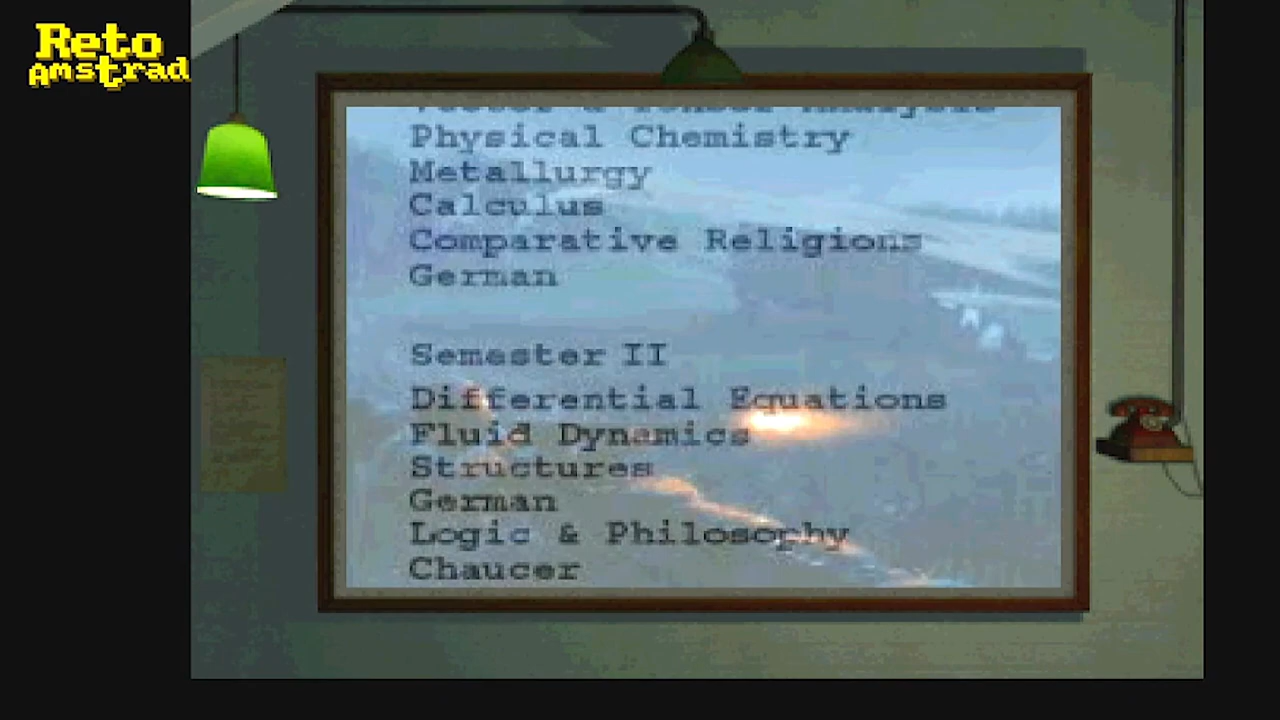 Reto
Amstrad
Analysis
Physical Chemistry
Metallurgy
Calculus
Comparative Religions
German
Semester II
Differential Equations
Fluid Dynamics
Structures
German
Logic & Philosophy
Chaucer